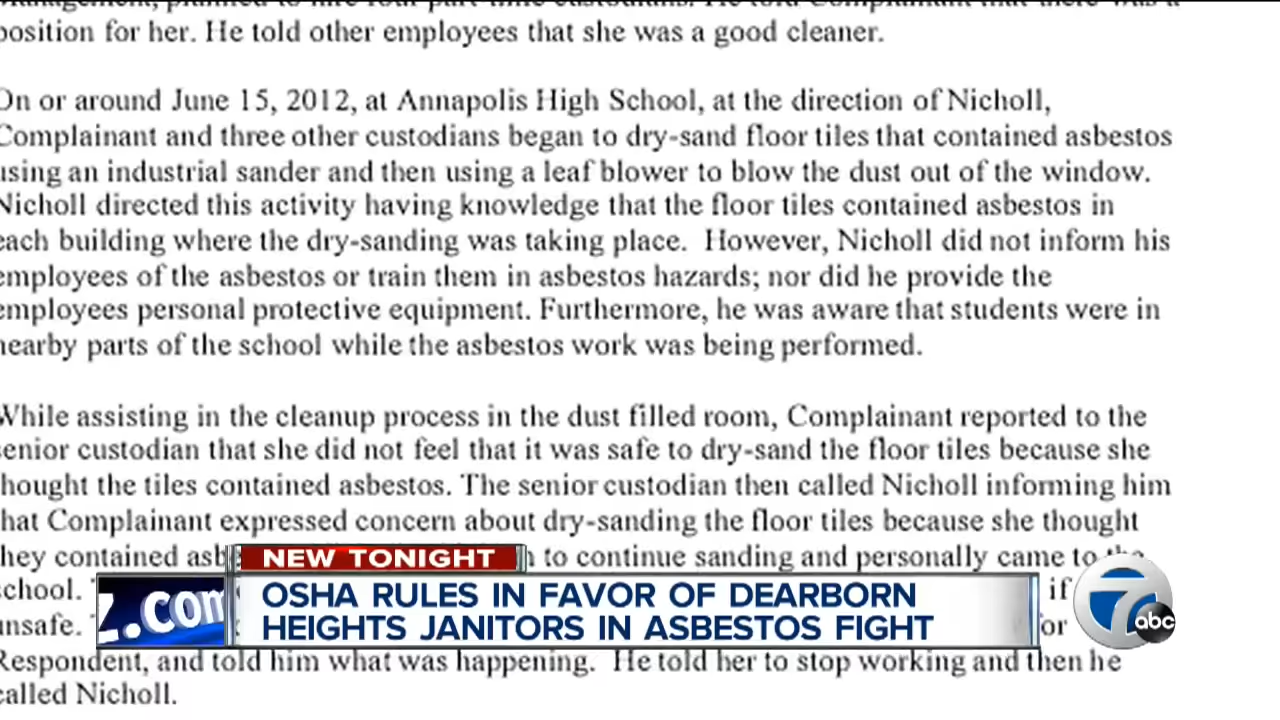 position for her. He told other employees that she was a good cleaner.
On or around June 15, 2012, at Annapolis High School, at the direction of Nicholl,
Complainant and three other custodians began to dry-sand floor tiles that contained asbestos
using an industrial sander and then using a leaf blower to blow the dust out of the window.
Nicholl directed this activity having knowledge that the floor tiles contained asbestos in
each building where the dry-sanding was taking place. However, Nicholl did not inform his
employees of the asbestos or train them in asbestos hazards; nor did he provide the
employees personal protective equipment. Furthermore, he was aware that students were in
nearby parts of the school while the asbestos work was being performed.
While assisting in the cleanup process in the dust filled room, Complainant reported to the
senior custodian that she did not feel that it was safe to dry-sand the floor tiles because she
thought the tiles contained asbestos. The senior custodian then called Nicholl informing him
that Complainant expressed concern about dry-sanding the floor tiles because she thought
they contained asb to continue sanding and personally came to the
school. if
unsafe. for
Respondent, and told him what was happening. He told her to stop working and then he
called Nicholl.
NEW TONIGHT
Z.com
OSHA RULES IN FAVOR OF DEARBORN
HEIGHTS JANITORS IN ASBESTOS FIGHT
7
abc